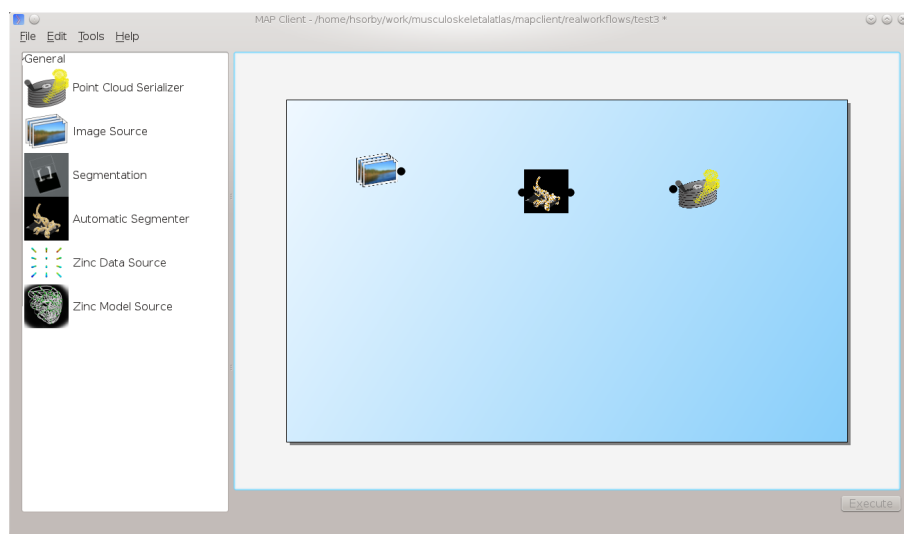 MAP Client - /home/hsorby/work/musculoskeletalatlas/mapclient/realworkflows/test3 *
File Edit Tools Help
General
Point Cloud Serializer
Image Source
Segmentation
Automatic Segmenter
Zinc Data Source
Zinc Model Source
Execute